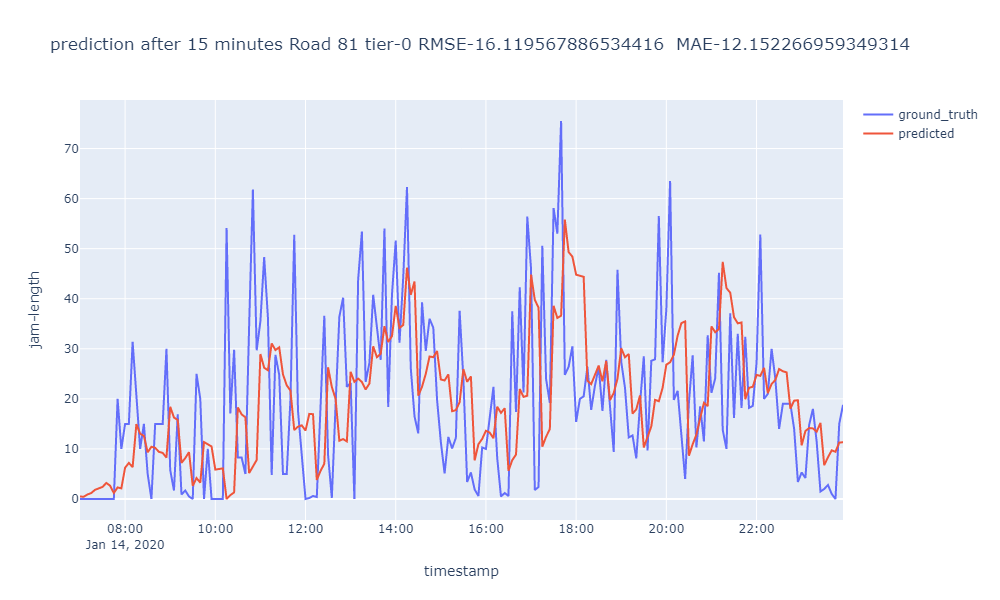 prediction after 15 minutes Road 81 tier-0 RMSE-16.119567886534416  MAE-12.152266959349314
ground_truth
predicted
70
60
50
40
30
20
10
0
jam-length
08:00 10:00 12:00 14:00 16:00 18:00 20:00 22:00
Jan 14, 2020
timestamp